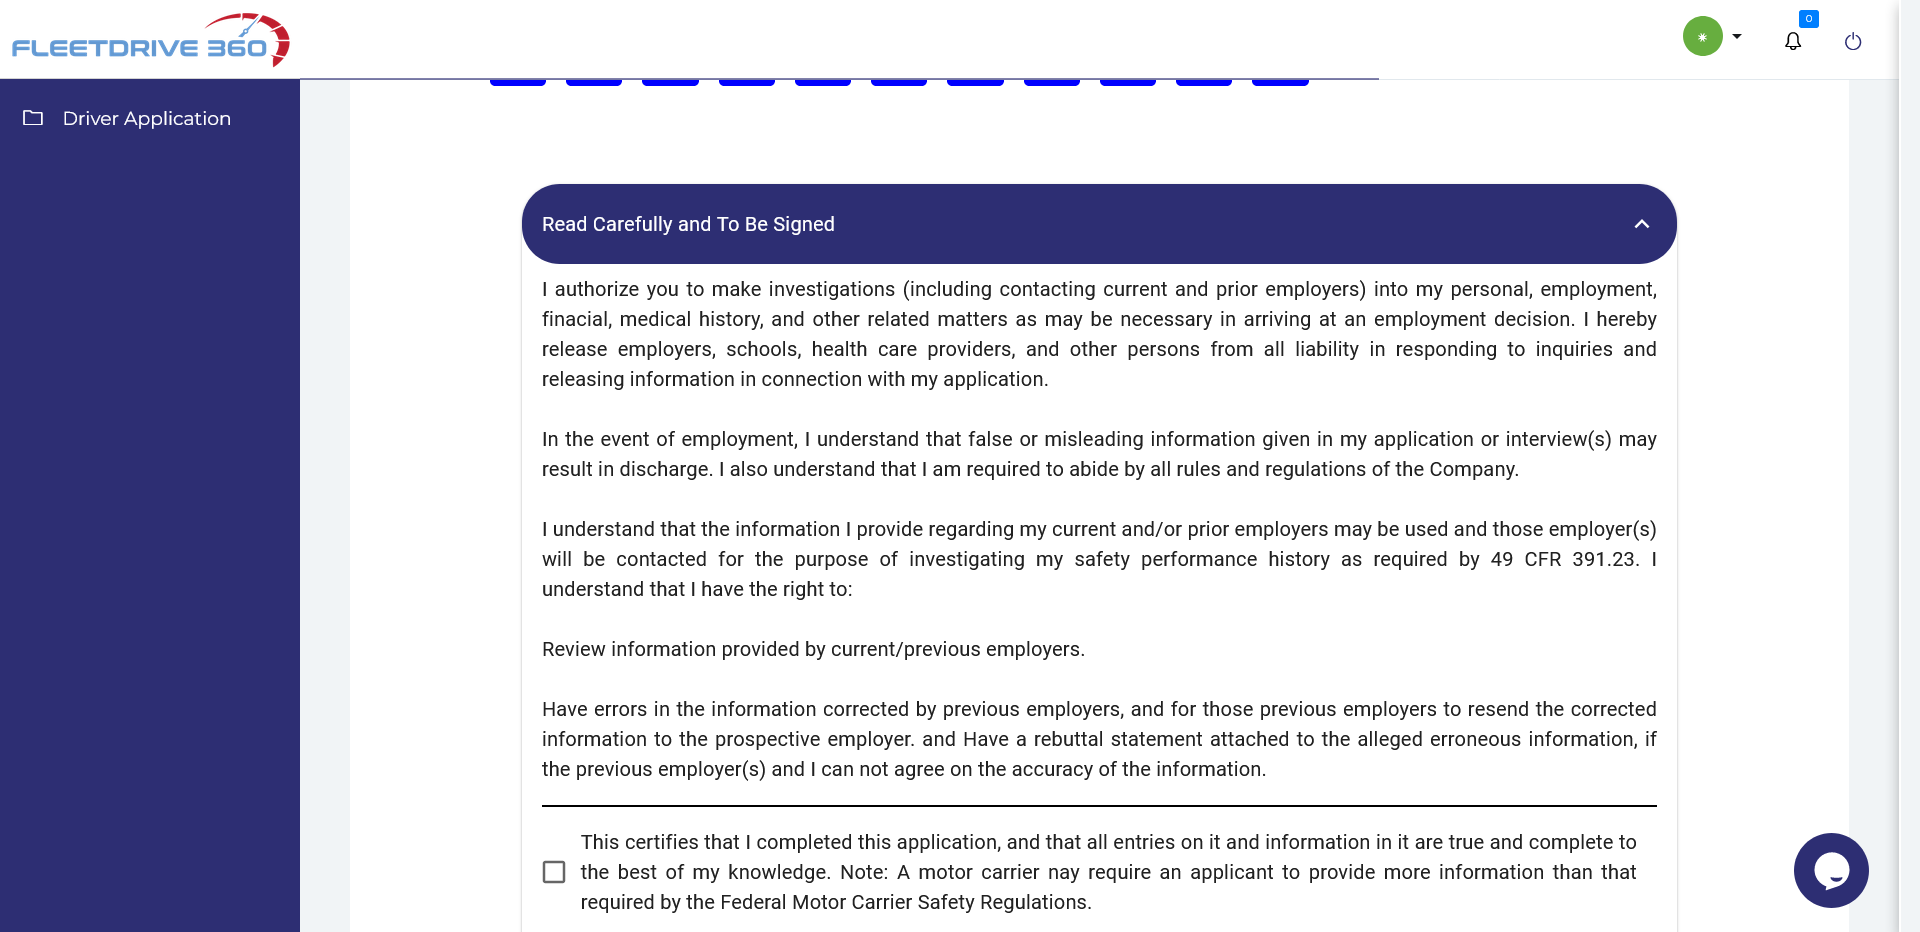 FLEETDRIVE 360
0
Driver Application
Read Carefully and To Be Signed
I authorize you to make investigations (including contacting current and prior employers) into my personal, employment,
finacial, medical history, and other related matters as may be necessary in arriving at an employment decision. I hereby
release employers, schools, health care providers, and other persons from all liability in responding to inquiries and
releasing information in connection with my application.
In the event of employment, I understand that false or misleading information given in my application or interview(s) may
result in discharge. I also understand that I am required to abide by all rules and regulations of the Company.
I understand that the information I provide regarding my current and/or prior employers may be used and those employer(s)
will be contacted for the purpose of investigating my safety performance history as required by 49 CFR 391.23. I
understand that I have the right to:
Review information provided by current/previous employers.
Have errors in the information corrected by previous employers, and for those previous employers to resend the corrected
information to the prospective employer. and Have a rebuttal statement attached to the alleged erroneous information, if
the previous employer(s) and I can not agree on the accuracy of the information.
This certifies that I completed this application, and that all entries on it and information in it are true and complete to
the best of my knowledge. Note: A motor carrier nay require an applicant to provide more information than that
required by the Federal Motor Carrier Safety Regulations.